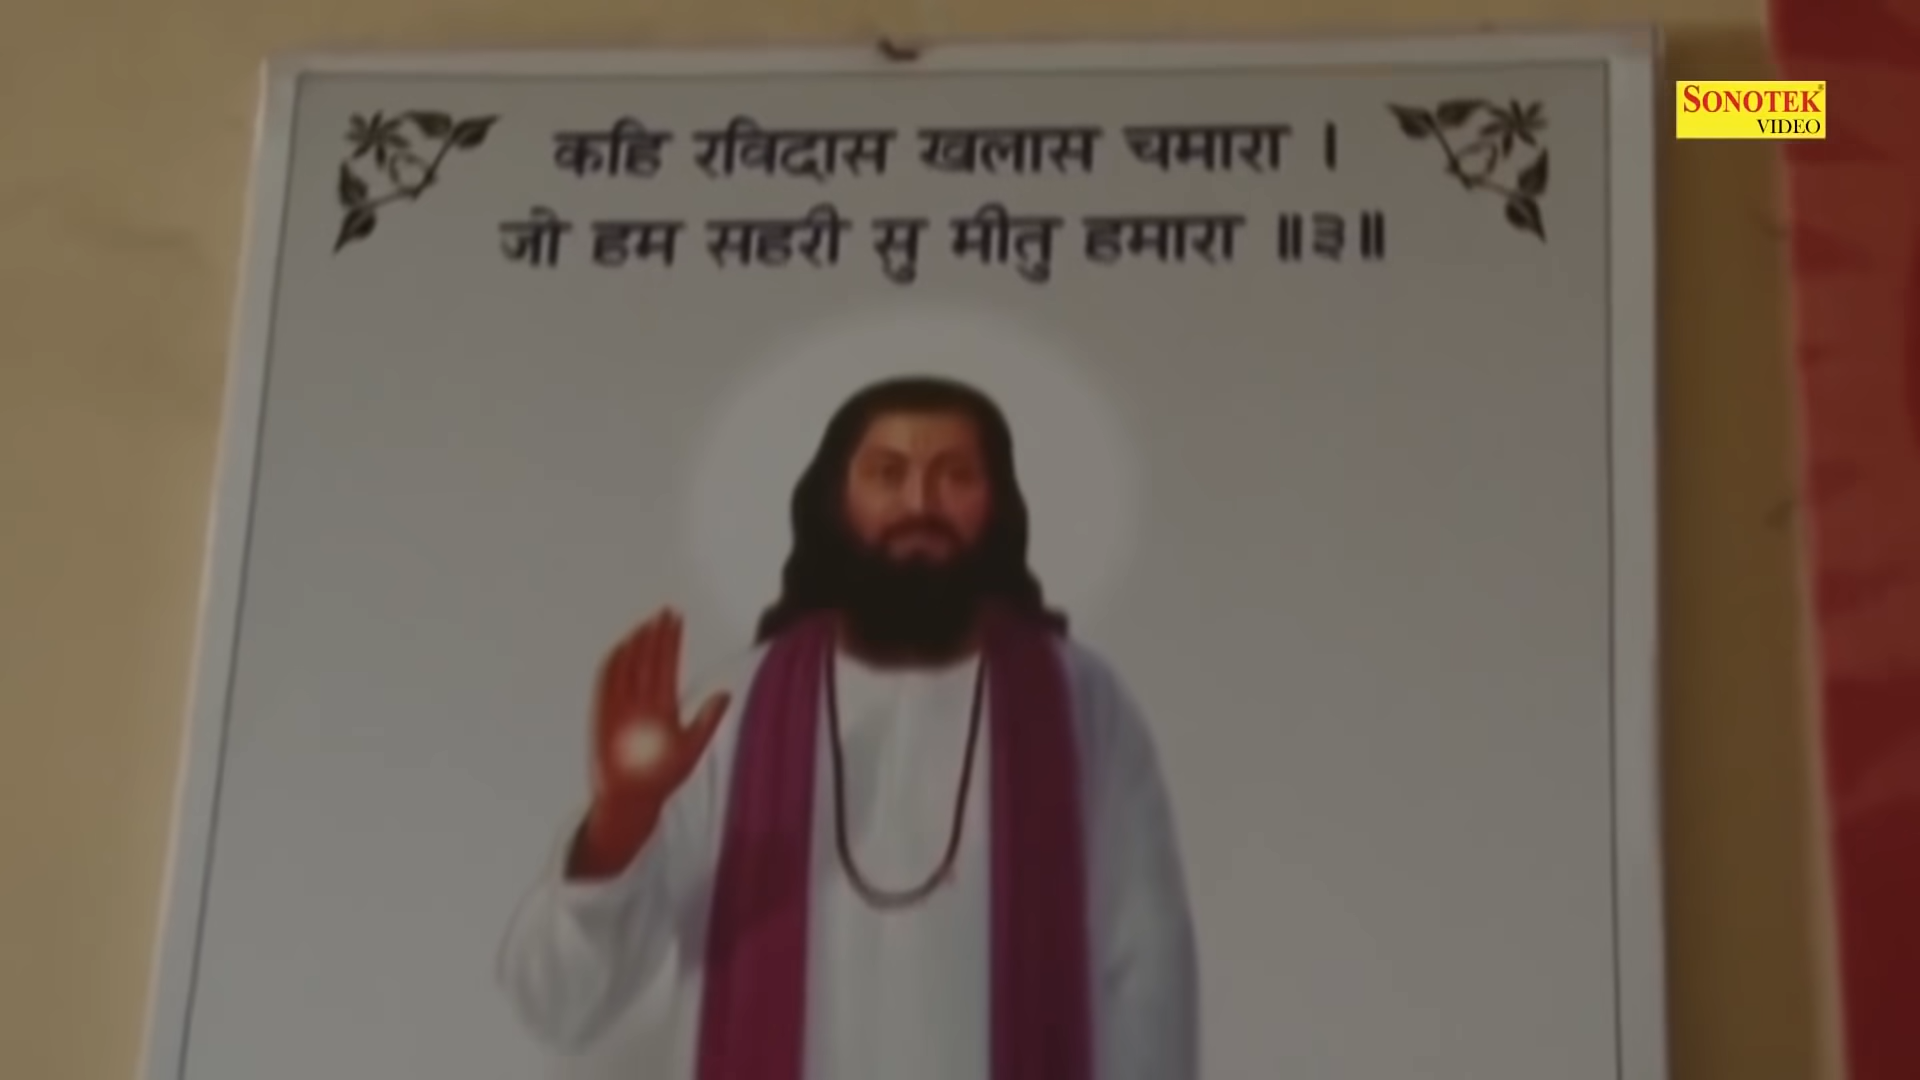 कहि रविदास खलास चमारा ।
जो हम सहरी सु मीतु हमारा ॥३॥
SONOTEK
VIDEO